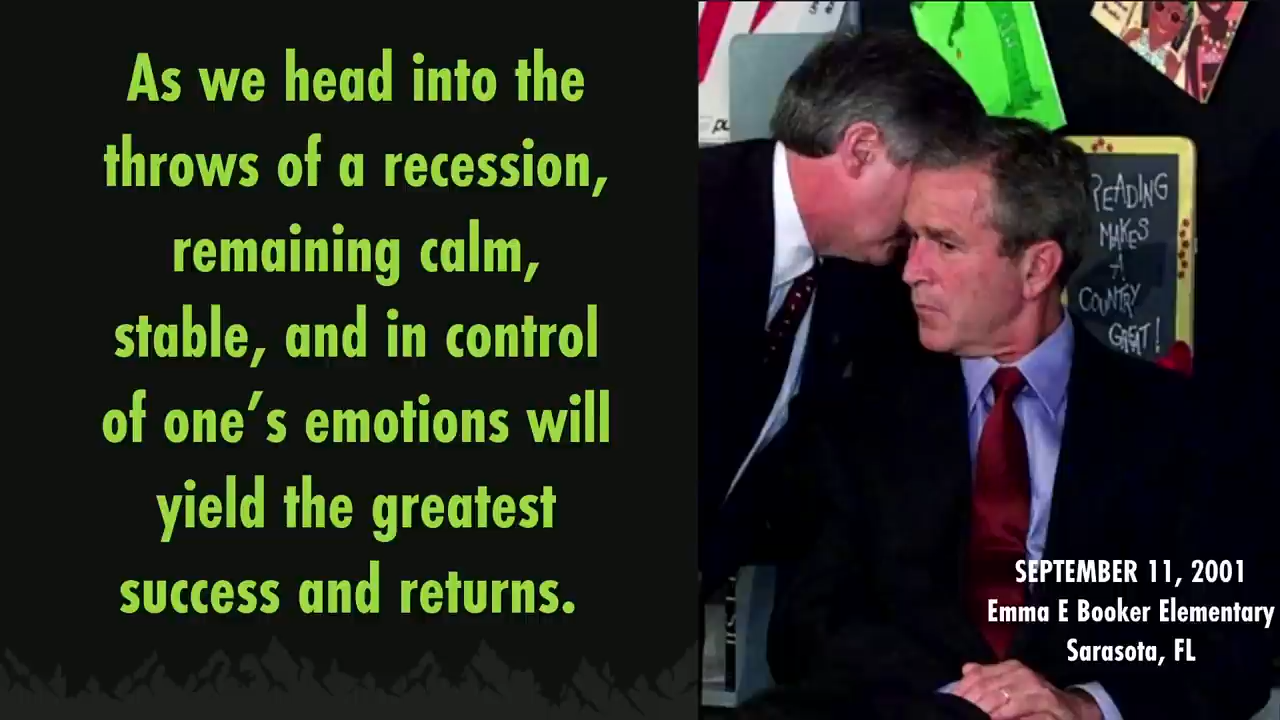 As we head into the
throws of a recession,
remaining calm,
stable, and in control
of one’s emotions will
yield the greatest
success and returns.
READING
MAKES
A
COUNTRY
GREAT!
SEPTEMBER 11, 2001
Emma E Booker Elementary
Sarasota, FL